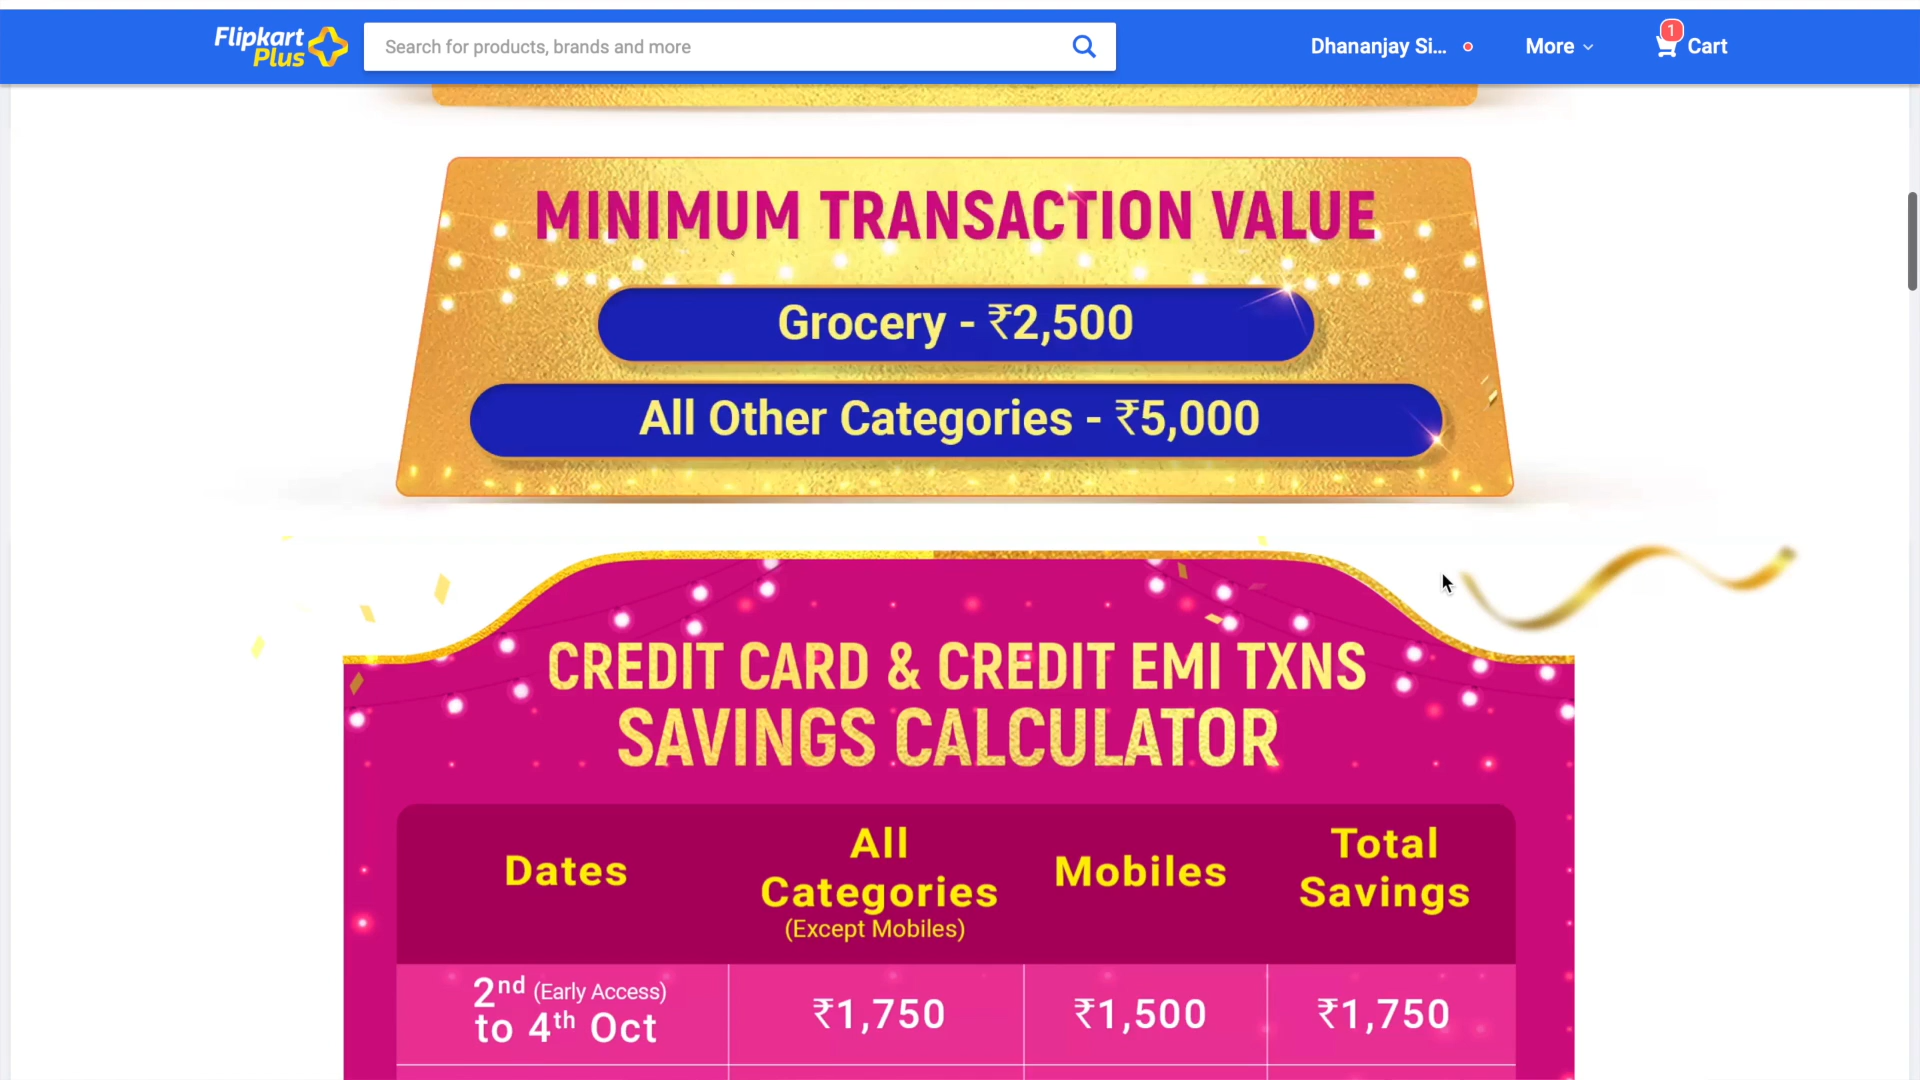 Flipkart
Plus
Search for products, brands and more
Dhananjay Si...
More
1
Cart
MINIMUM TRANSACTION VALUE
Grocery - ₹2,500
All Other Categories - ₹5,000
CREDIT CARD & CREDIT EMI TXNS
SAVINGS CALCULATOR
Dates
All
Categories
(Except Mobiles)
Mobiles
Total
Savings
2nd (Early Access)
to 4th Oct
₹1,750
₹1,500
₹1,750